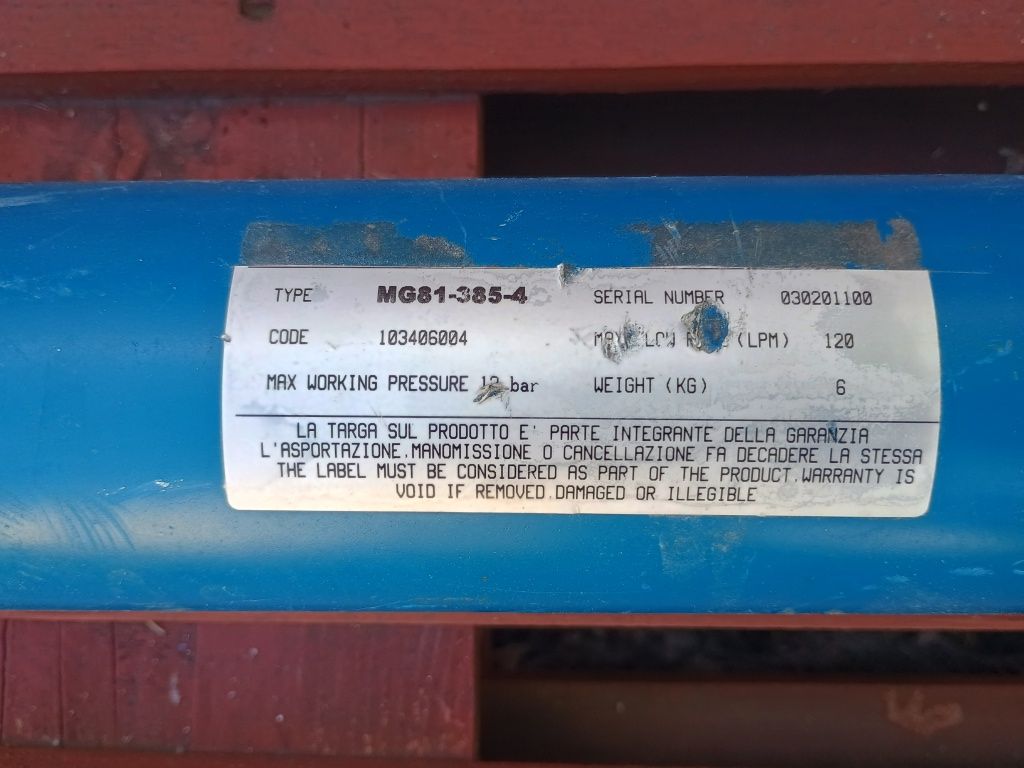 TYPE MG81-385-4 SERIAL NUMBER 030201100
CODE 103406004 (LPM) 120
MAX WORKING PRESSURE bar WEIGHT (KG) 6
LA TARGA SUL PRODOTTO E' PARTE INTEGRANTE DELLA GARANZIA
L'ASPORTAZIONE.MANOMISSIONE O CANCELLAZIONE FA DECADERE LA STESSA
THE LABEL MUST BE CONSIDERED AS PART OF THE PRODUCT.WARRANTY IS
VOID IF REMOVED.DAMAGED OR ILLEGIBLE